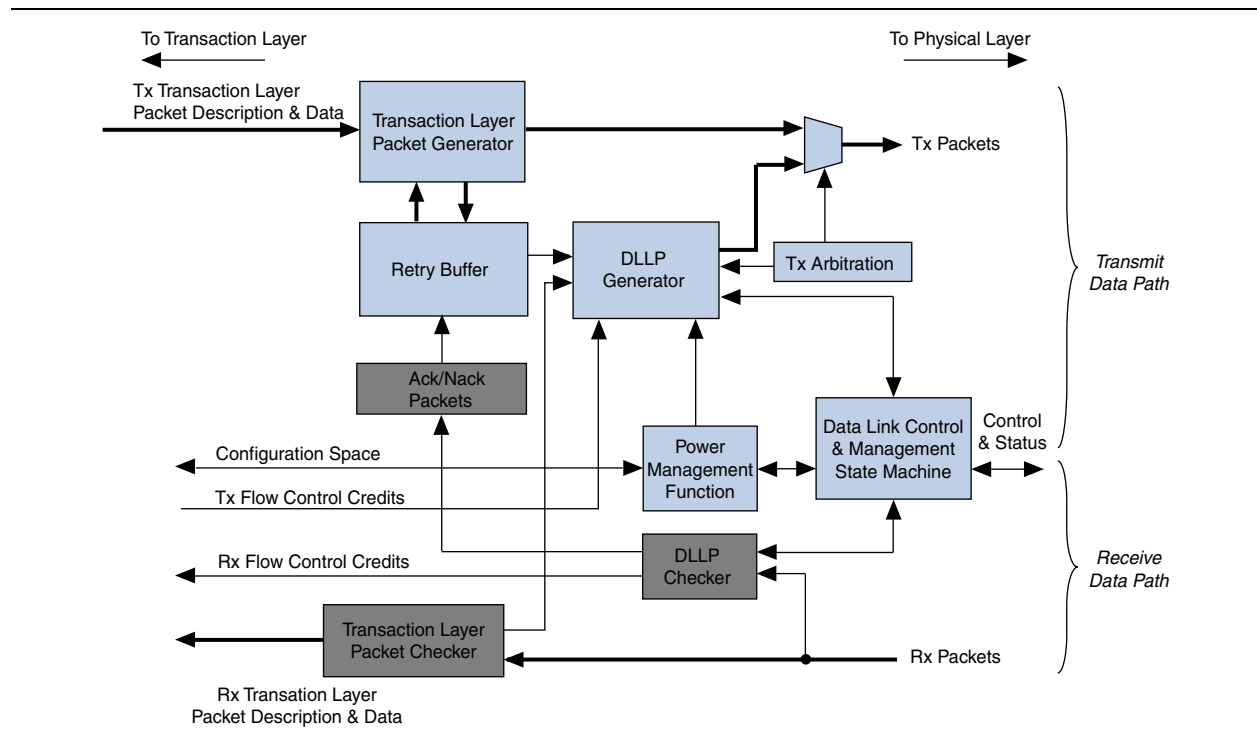 To Transaction Layer
To Physical Layer
Tx Transaction Layer
Packet Description & Data
Transaction Layer
Packet Generator
Tx Packets
Retry Buffer
DLLP
Generator
Tx Arbitration
Transmit
Data Path
Ack/Nack
Packets
Configuration Space
Power
Management
Function
Data Link Control
& Management
State Machine
Control
& Status
Tx Flow Control Credits
Rx Flow Control Credits
DLLP
Checker
Receive
Data Path
Transaction Layer
Packet Checker
Rx Packets
Rx Transation Layer
Packet Description & Data